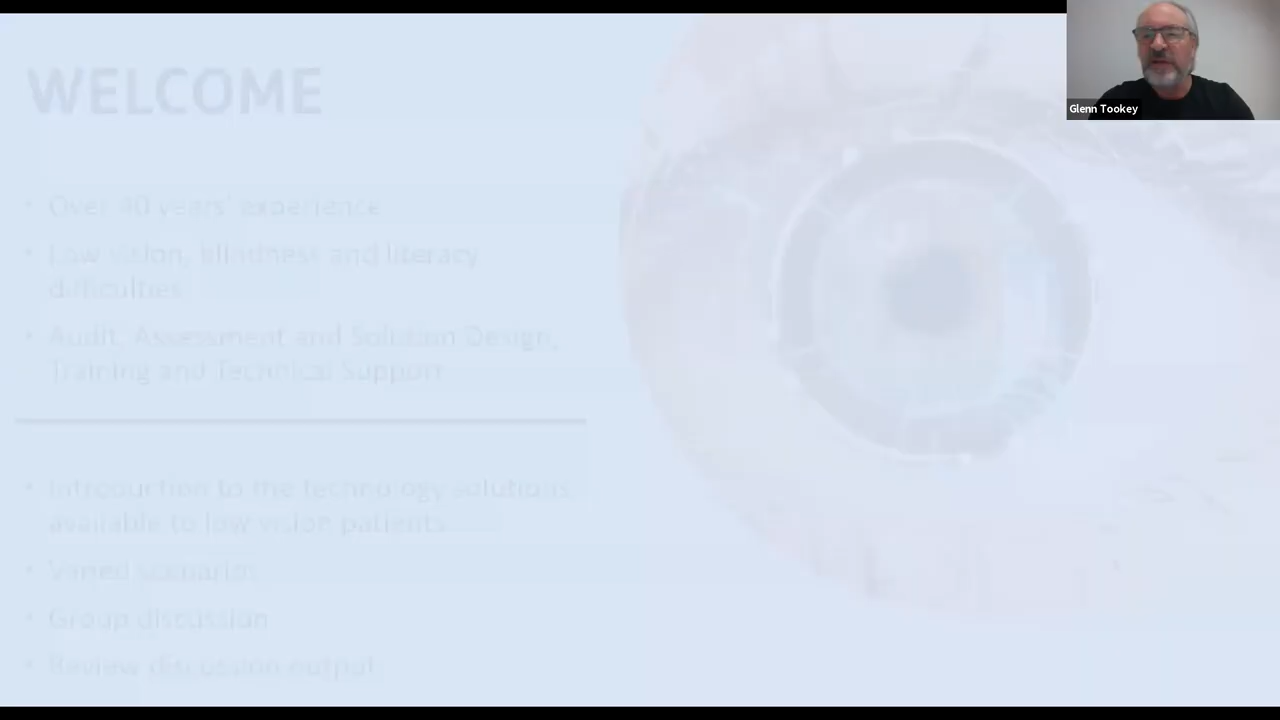 WELCOME
• Over 40 years' experience
• Low vision, blindness and literacy
difficulties
• Audit, Assessment and Solution Design,
Training and Technical Support
• Introduction to the technology solutions
available to low vision patients
• Varied scenarios
• Group discussion
• Review discussion output
Glenn Tookey